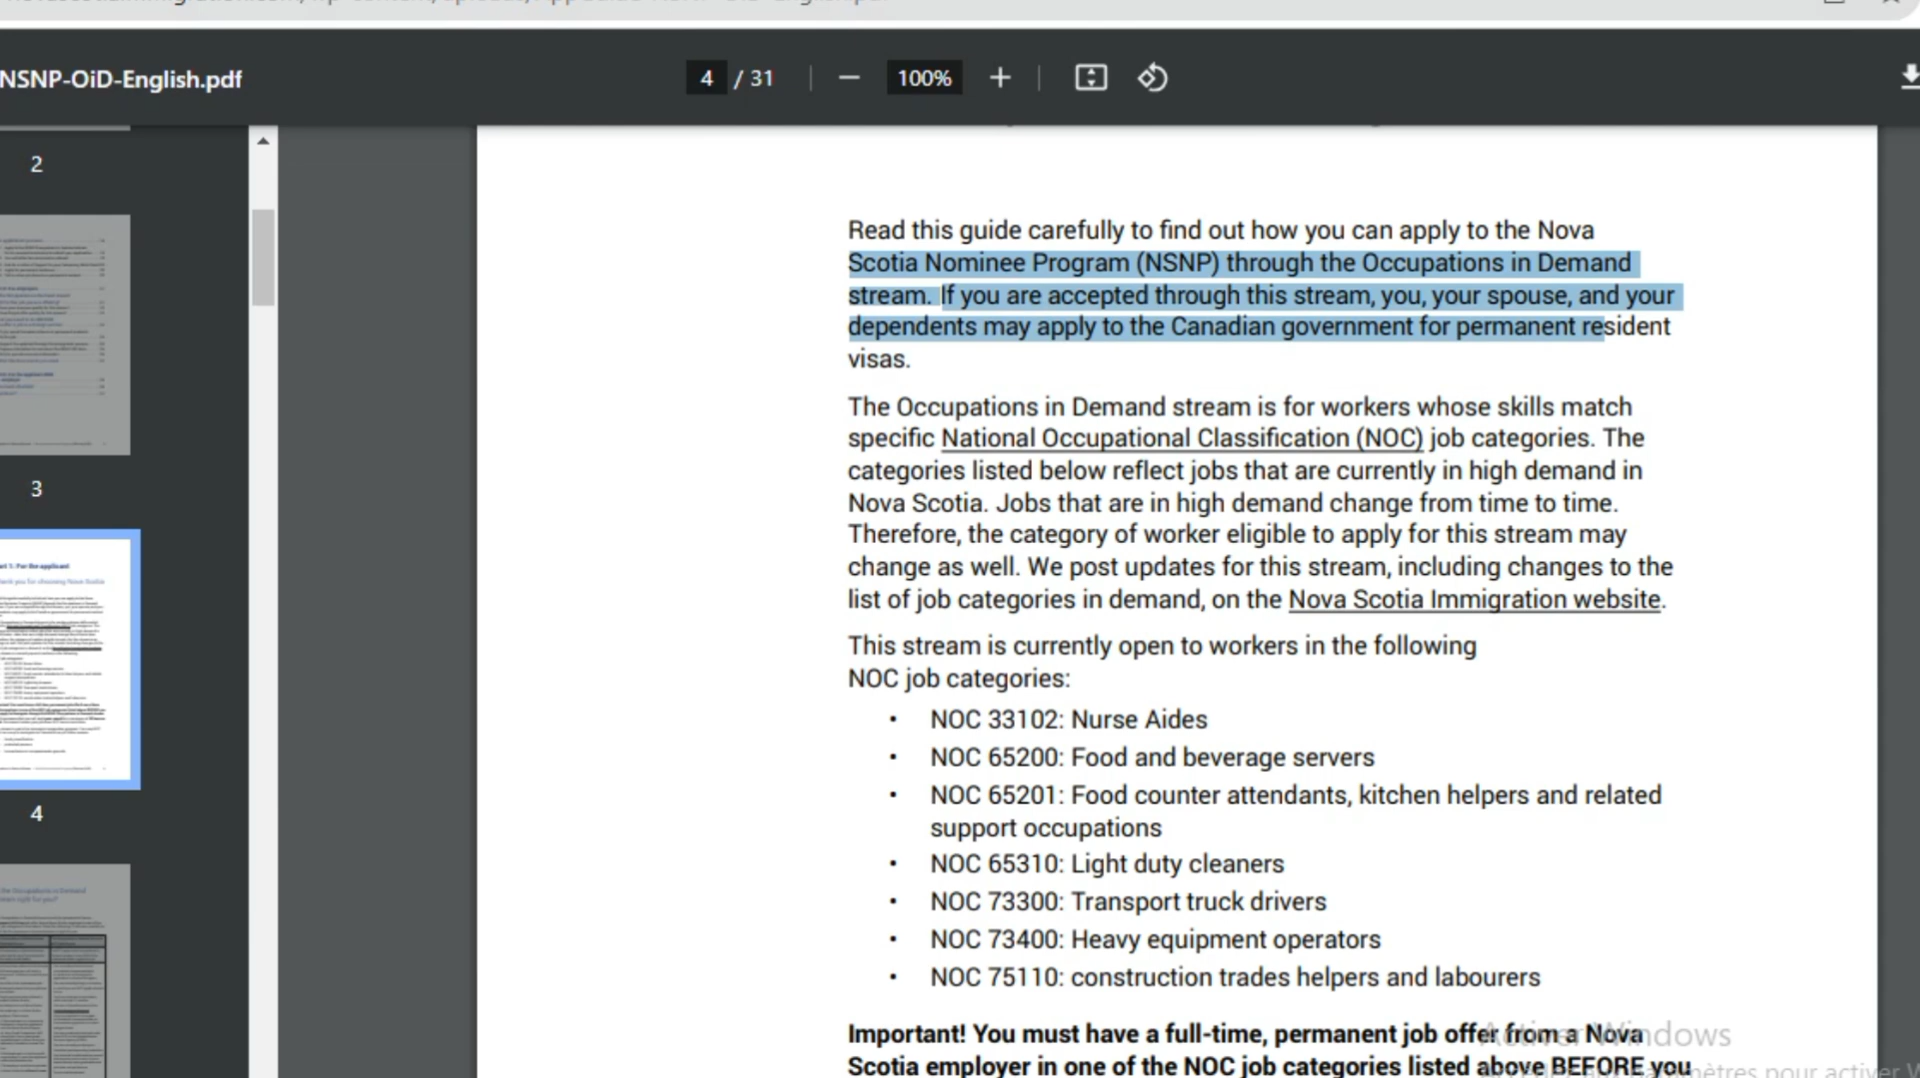 NSNP-OiD-English.pdf
4 / 31
100%
2
3
4
Read this guide carefully to find out how you can apply to the Nova
Scotia Nominee Program (NSNP) through the Occupations in Demand
stream. If you are accepted through this stream, you, your spouse, and your
dependents may apply to the Canadian government for permanent resident
visas.
The Occupations in Demand stream is for workers whose skills match
specific National Occupational Classification (NOC) job categories. The
categories listed below reflect jobs that are currently in high demand in
Nova Scotia. Jobs that are in high demand change from time to time.
Therefore, the category of worker eligible to apply for this stream may
change as well. We post updates for this stream, including changes to the
list of job categories in demand, on the Nova Scotia Immigration website.
This stream is currently open to workers in the following
NOC job categories:
• NOC 33102: Nurse Aides
• NOC 65200: Food and beverage servers
• NOC 65201: Food counter attendants, kitchen helpers and related
support occupations
• NOC 65310: Light duty cleaners
• NOC 73300: Transport truck drivers
• NOC 73400: Heavy equipment operators
• NOC 75110: construction trades helpers and labourers
Important! You must have a full-time, permanent job offer from a Nova
Scotia employer in one of the NOC job categories listed above BEFORE you
Activer Windows